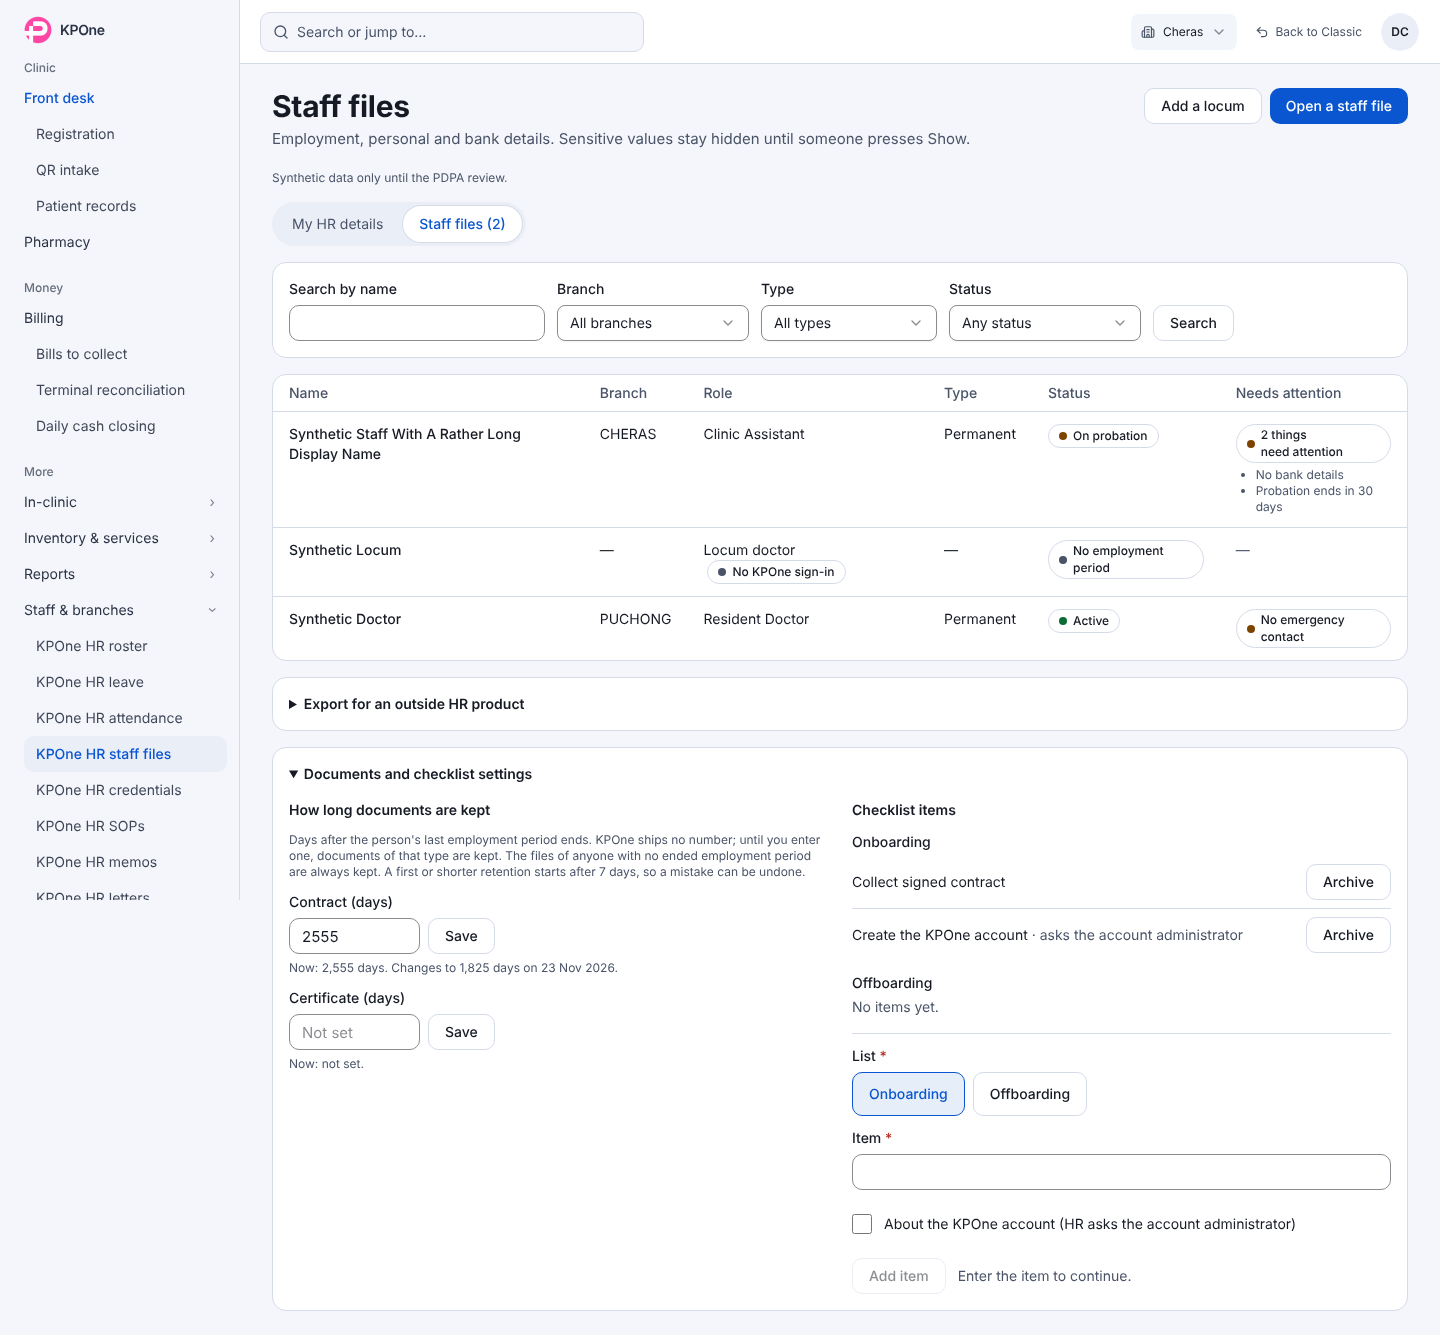 KPOne
Clinic
Front desk
Registration
QR intake
Patient records
Pharmacy
Money
Billing
Bills to collect
Terminal reconciliation
Daily cash closing
More
In-clinic
Inventory & services
Reports
Staff & branches
KPOne HR roster
KPOne HR leave
KPOne HR attendance
KPOne HR staff files
KPOne HR credentials
KPOne HR SOPs
KPOne HR memos
KPOne HR letters
Search or jump to...
Cheras
Back to Classic
DC
Staff files
Add a locum
Open a staff file
Employment, personal and bank details. Sensitive values stay hidden until someone presses Show.
Synthetic data only until the PDPA review.
My HR details
Staff files (2)
Search by name
Branch
Type
Status
All branches
All types
Any status
Search
Name Branch Role Type Status Needs attention
Synthetic Staff With A Rather Long
Display Name
CHERAS
Clinic Assistant
Permanent
On probation
2 things
need attention
• No bank details
• Probation ends in 30
days
Synthetic Locum
—
Locum doctor
No KPOne sign-in
—
No employment
period
—
Synthetic Doctor
PUCHONG
Resident Doctor
Permanent
Active
No emergency
contact
Export for an outside HR product
Documents and checklist settings
How long documents are kept
Days after the person's last employment period ends. KPOne ships no number; until you enter
one, documents of that type are kept. The files of anyone with no ended employment period
are always kept. A first or shorter retention starts after 7 days, so a mistake can be undone.
Contract (days)
2555
Save
Now: 2,555 days. Changes to 1,825 days on 23 Nov 2026.
Certificate (days)
Not set
Save
Now: not set.
Checklist items
Onboarding
Collect signed contract
Archive
Create the KPOne account · asks the account administrator
Archive
Offboarding
No items yet.
List *
Onboarding
Offboarding
Item *
About the KPOne account (HR asks the account administrator)
Add item
Enter the item to continue.